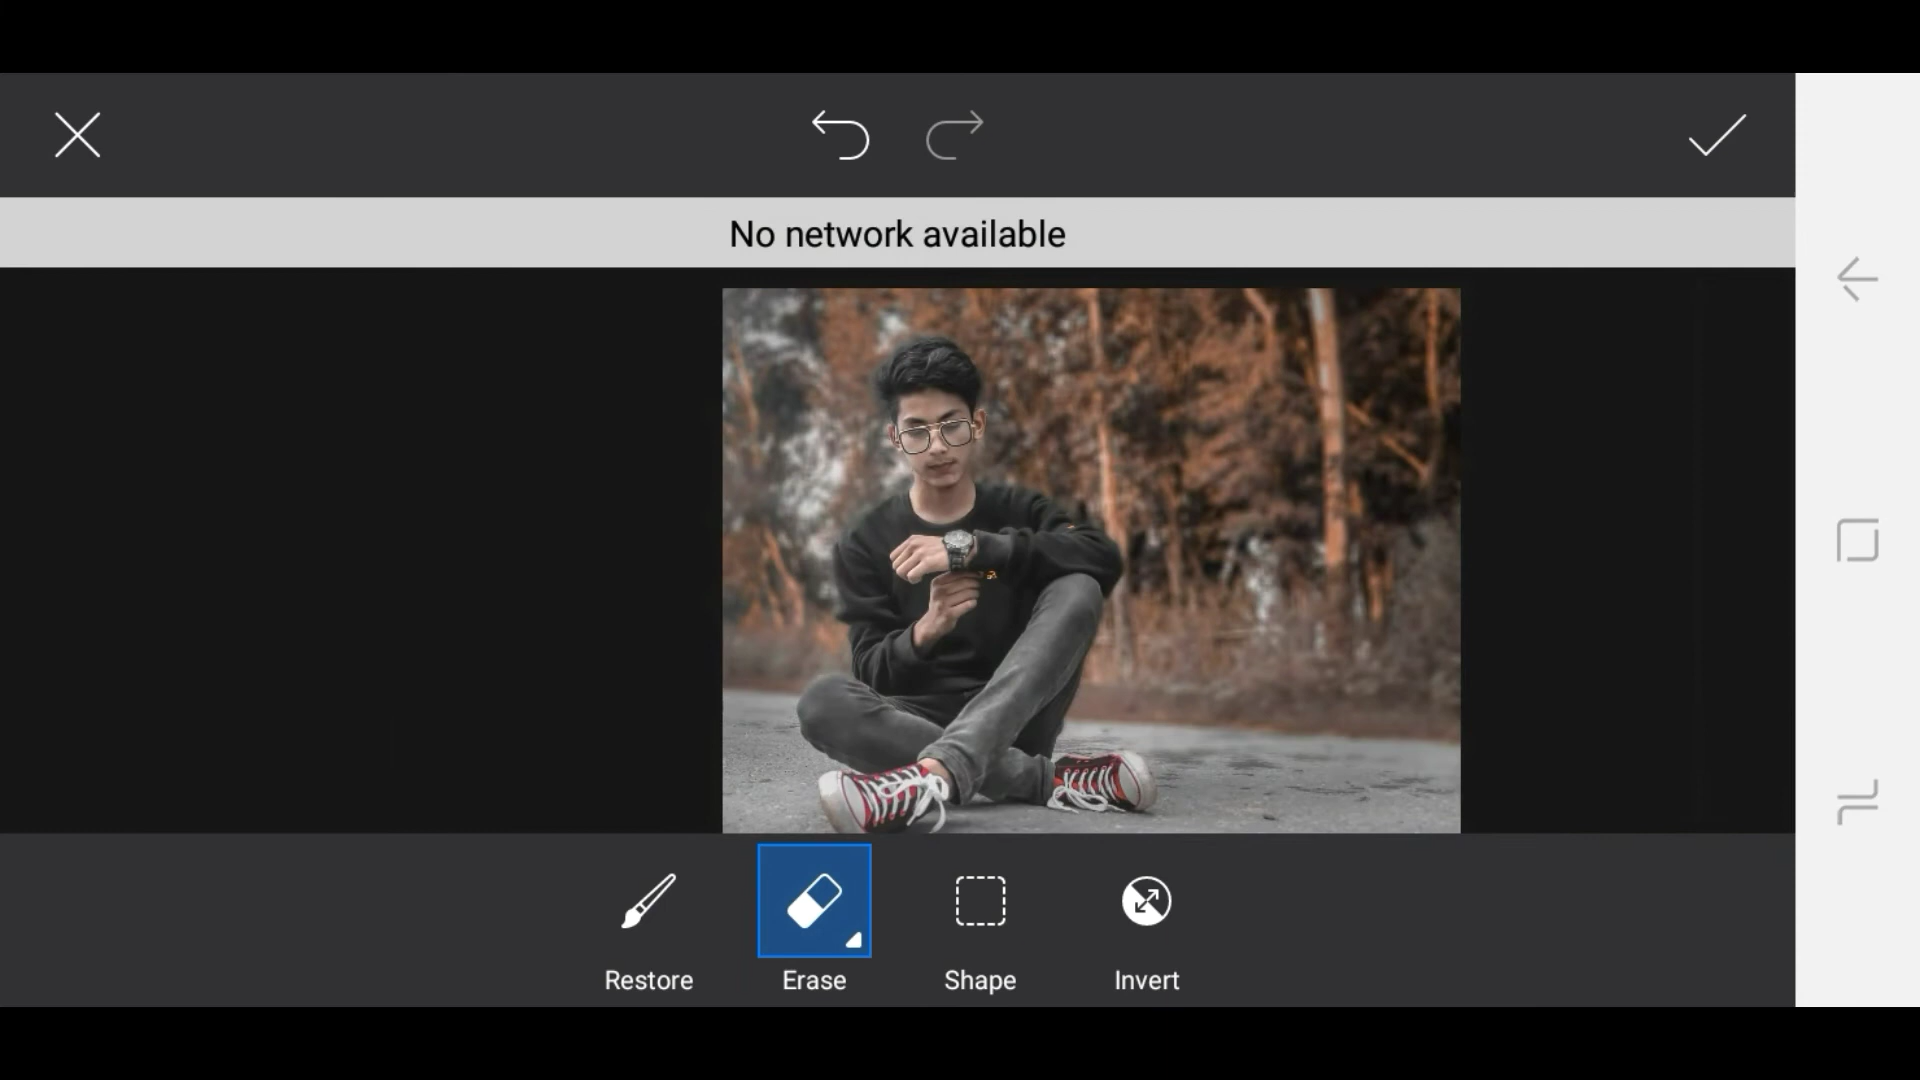 No network available
Restore
Erase
Shape
Invert